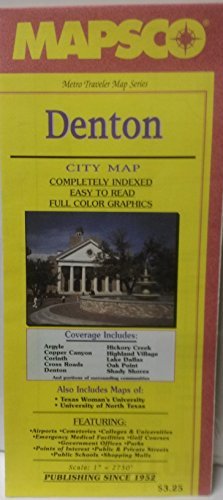 MAPSCO®
Metro Traveler Map Series
Denton
CITY MAP
COMPLETELY INDEXED
EASY TO READ
FULL COLOR GRAPHICS
Coverage Includes:
Argyle Hickory Creek
Copper Canyon Highland Village
Corinth Lake Dallas
Cross Roads Oak Point
Denton Shady Shores
And portions of surrounding communities
Also Includes Maps of:
• Texas Woman's University •
• University of North Texas
FEATURING:
•Airports •Cemeteries •Colleges & Universities
•Emergency Medical Facilities •Golf Courses
•Government Offices •Parks
•Points of Interest •Public & Private Streets
•Public Schools •Shopping Malls
Scale: 1" = 2750'
PUBLISHING SINCE 1952
$3.25